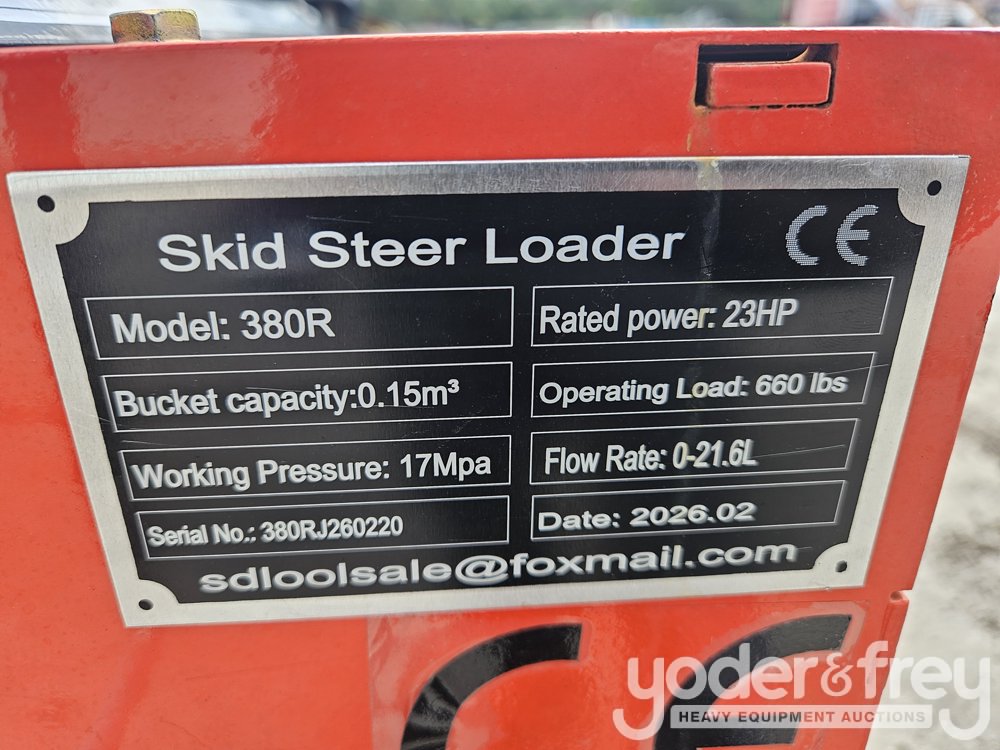 Skid Steer Loader CE
Model: 380R
Rated power: 23HP
Bucket capacity:0.15m³
Operating Load: 660 lbs
Working Pressure: 17Mpa
Flow Rate: 0-21.6L
Serial No.: 380RJ260220
Date: 2026.02
sdloolsale@foxmail.com
CE
yoder&frey
HEAVY EQUIPMENT AUCTIONS